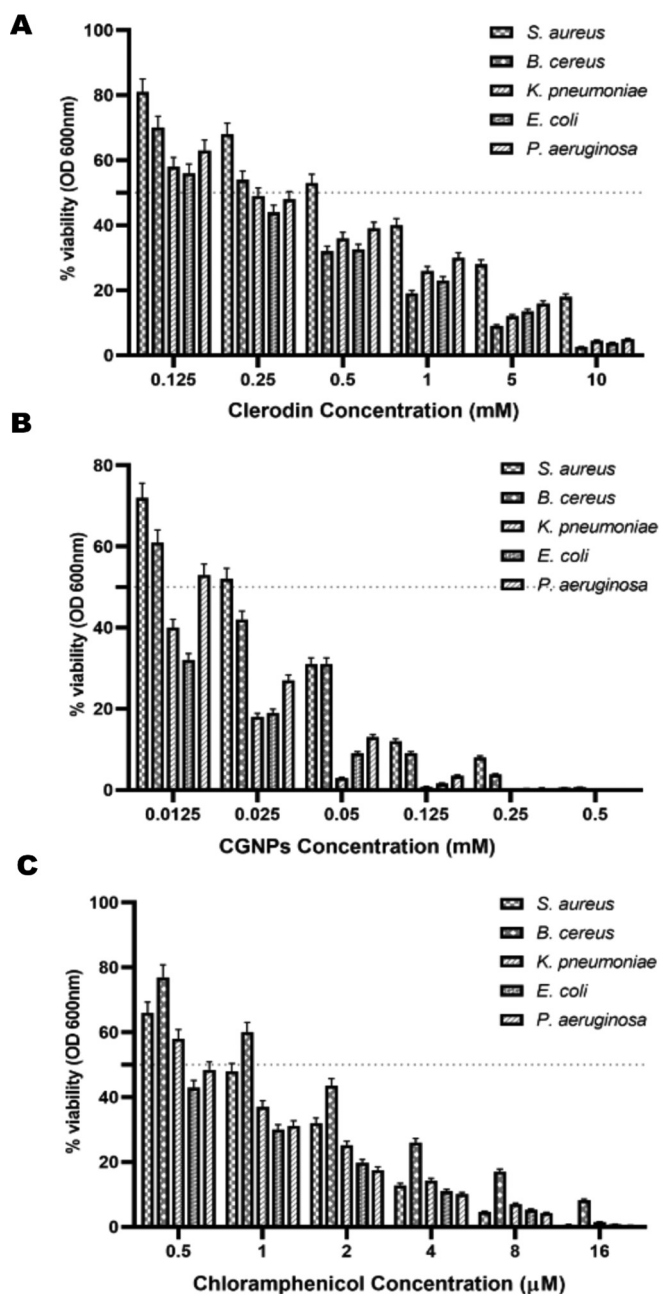 A
S. aureus
B. cereus
K. pneumoniae
E. coli
P. aeruginosa
% viability (OD 600nm)
100
80
60
40
20
0
0.125 0.25 0.5 1 5 10
Clerodin Concentration (mM)
B
S. aureus
B. cereus
K. pneumoniae
E. coli
P. aeruginosa
% viability (OD 600nm)
80
60
40
20
0
0.0125 0.025 0.05 0.125 0.25 0.5
CGNPs Concentration (mM)
C
S. aureus
B. cereus
K. pneumoniae
E. coli
P. aeruginosa
% viability (OD 600nm)
100
80
60
40
20
0
0.5 1 2 4 8 16
Chloramphenicol Concentration (μM)